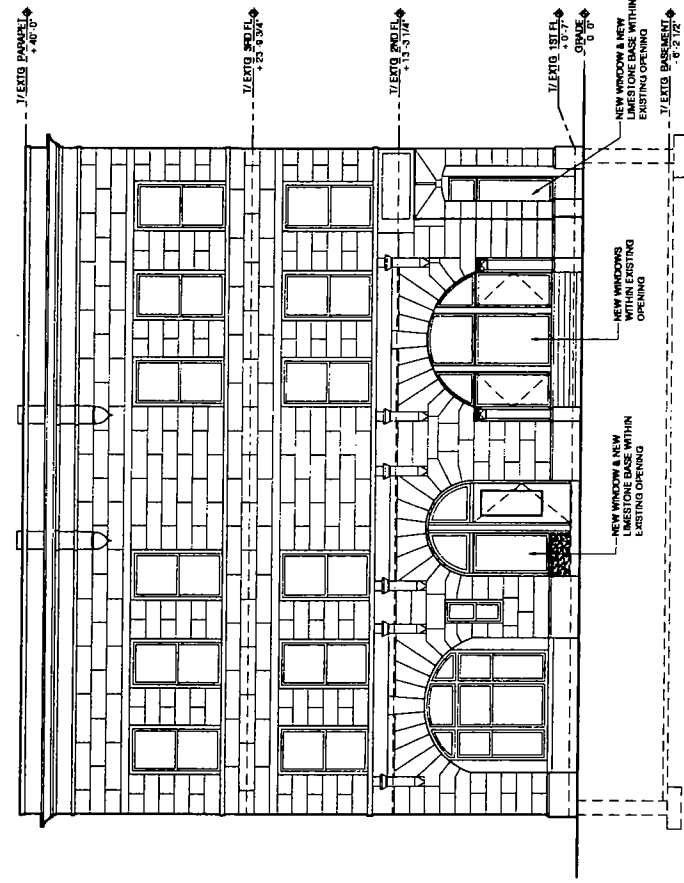 T/ EXTG PARAPET
+ 40'-0"
T/ EXTG 3RD FL
+ 23'-9 3/4"
T/ EXTG 2ND FL
+ 13'-3 1/4"
T/ EXTG 1ST FL
+ 0'-7"
GRADE
0' 0"
T/ EXTG BASEMENT
- 6'-2 1/2"
NEW WINDOW & NEW
LIMESTONE BASE WITHIN
EXISTING OPENING
NEW WINDOWS
WITHIN EXISTING
OPENING
NEW WINDOW & NEW
LIMESTONE BASE WITHIN
EXISTING OPENING